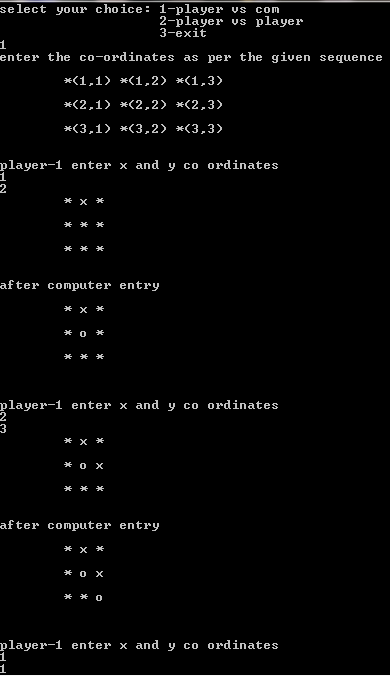 select your choice: 1-player vs com
2-player vs player
3-exit
1
enter the co-ordinates as per the given sequence
*(1,1) *(1,2) *(1,3)
*(2,1) *(2,2) *(2,3)
*(3,1) *(3,2) *(3,3)
player-1 enter x and y co ordinates
1
2
* x *
* * *
* * *
after computer entry
* x *
* o *
* * *
player-1 enter x and y co ordinates
2
3
* x *
* o x
* * *
after computer entry
* x *
* o x
* * o
player-1 enter x and y co ordinates
1
1